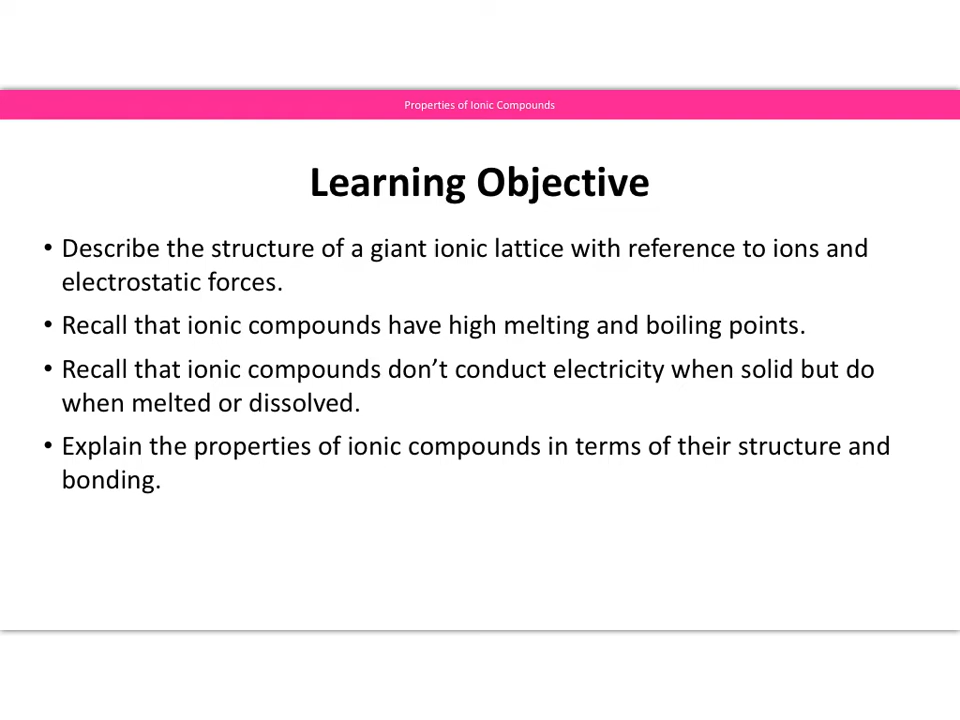 Properties of Ionic Compounds
Learning Objective
• Describe the structure of a giant ionic lattice with reference to ions and
electrostatic forces.
• Recall that ionic compounds have high melting and boiling points.
• Recall that ionic compounds don’t conduct electricity when solid but do
when melted or dissolved.
• Explain the properties of ionic compounds in terms of their structure and
bonding.